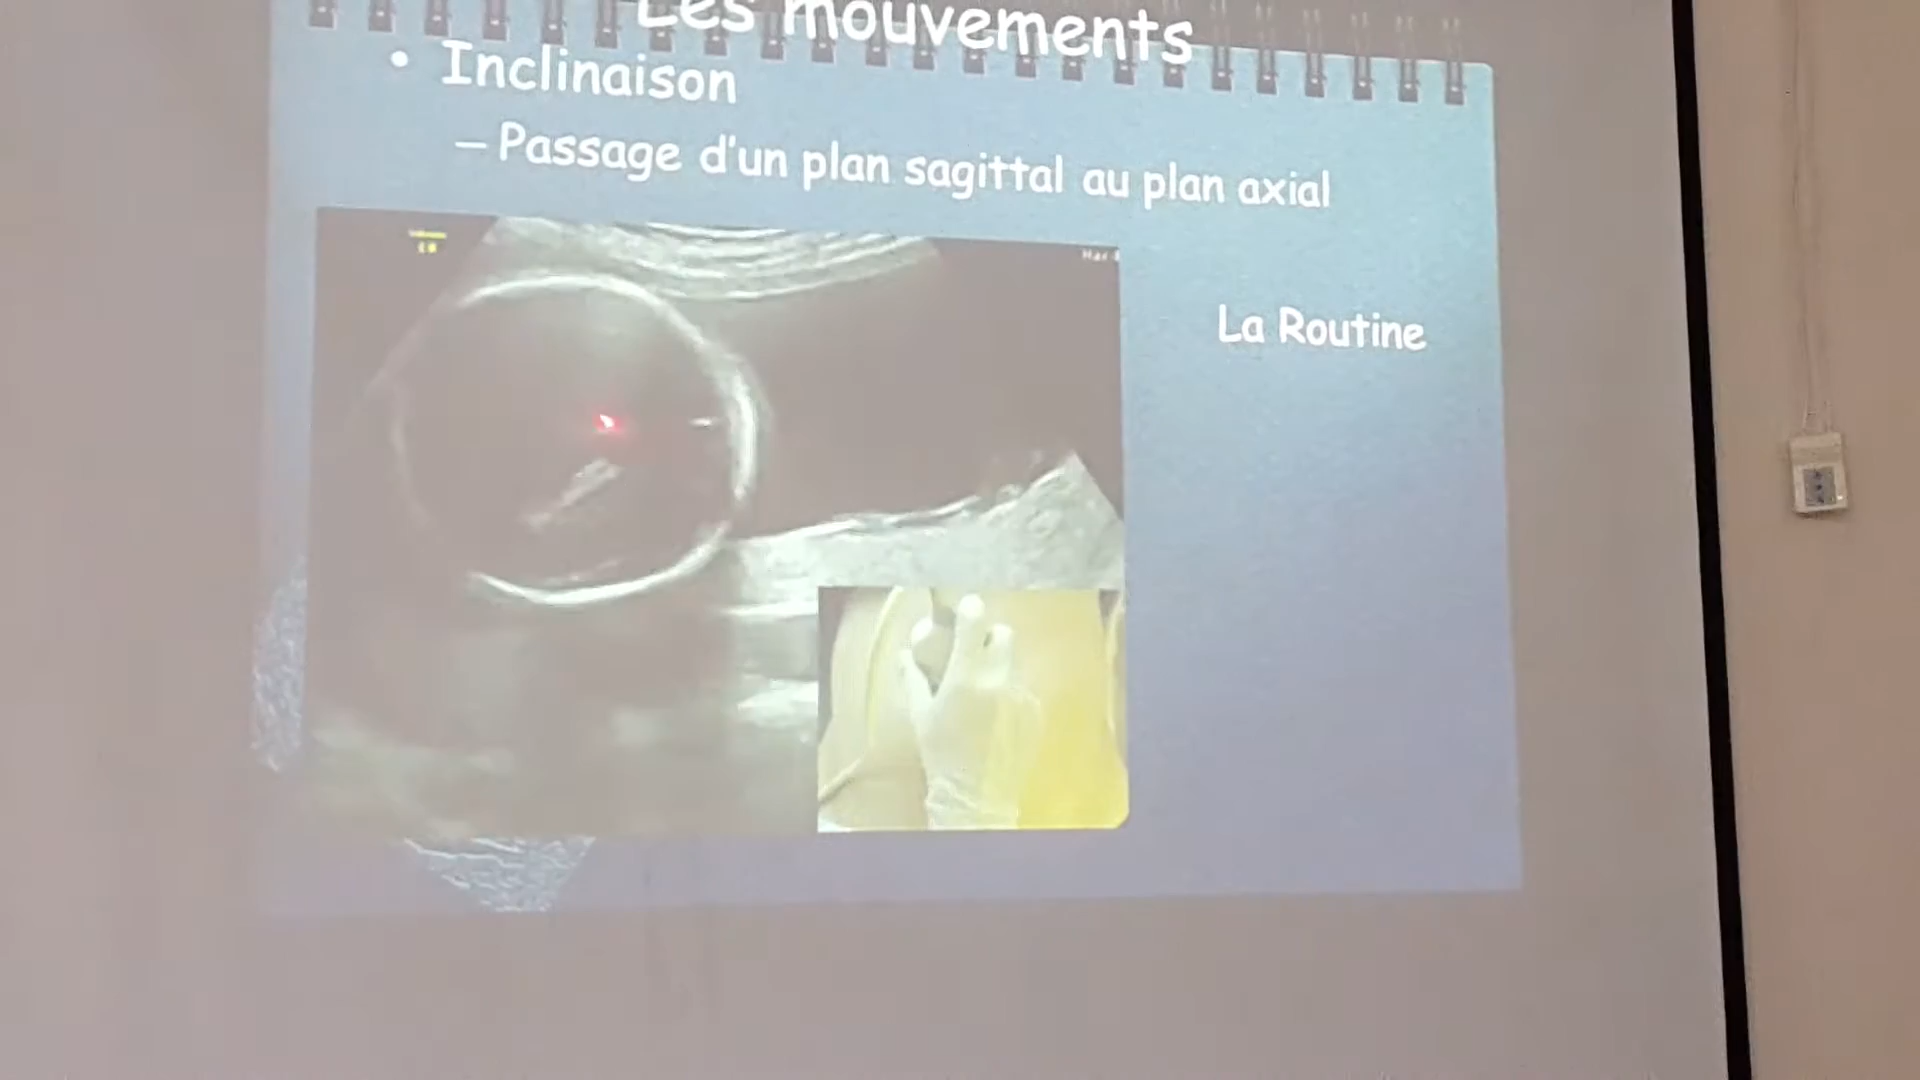 Les mouvements
• Inclinaison
– Passage d'un plan sagittal au plan axial
La Routine